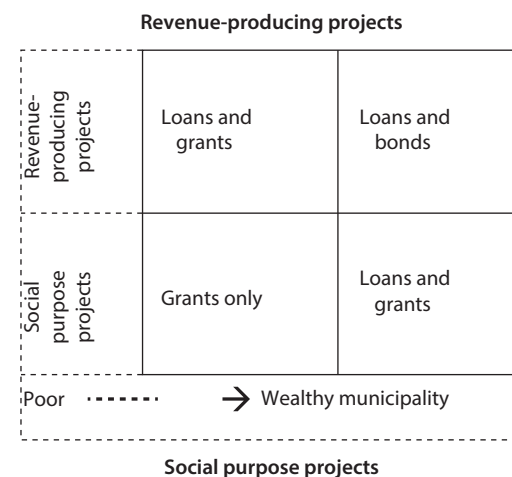 Revenue-producing projects
Revenue-
producing
projects
Loans and
grants
Loans and
bonds
Social
purpose
projects
Grants only
Loans and
grants
Poor
Wealthy municipality
Social purpose projects